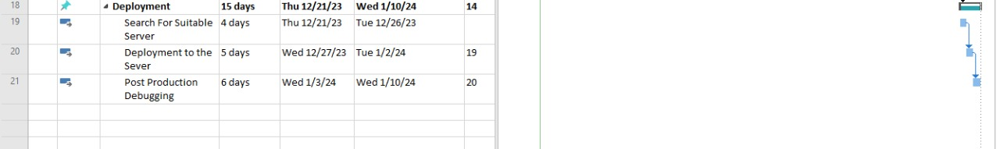 18 Deployment 15 days Thu 12/21/23 Wed 1/10/24 14
19 Search For Suitable 4 days Thu 12/21/23 Tue 12/26/23
Server
20 Deployment to the 5 days Wed 12/27/23 Tue 1/2/24 19
Sever
21 Post Production 6 days Wed 1/3/24 Wed 1/10/24 20
Debugging